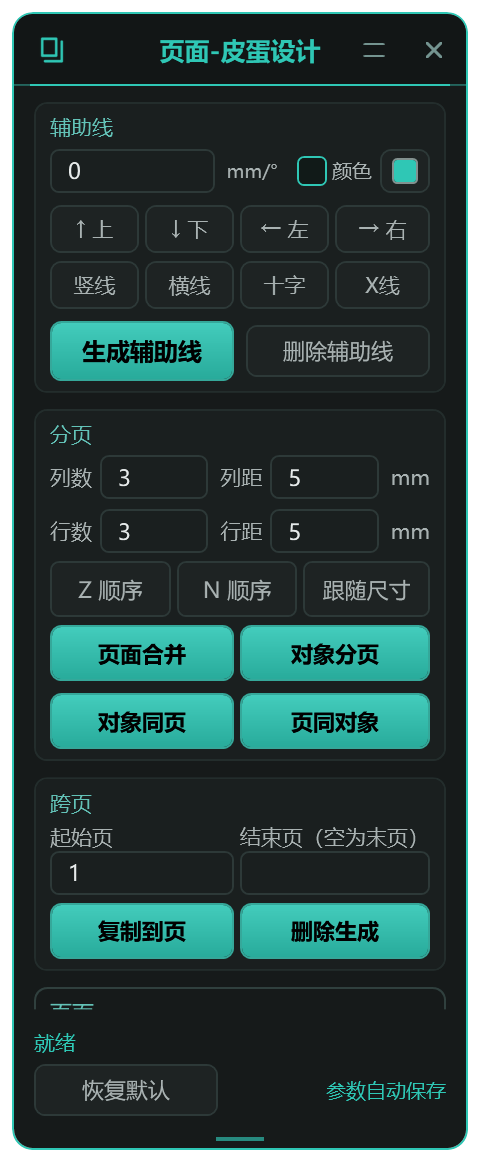 页面-皮蛋设计
辅助线
0 mm/° 颜色
↑上 ↓下 ←左 →右
竖线 横线 十字 X线
生成辅助线 删除辅助线
分页
列数 3 列距 5 mm
行数 3 行距 5 mm
Z 顺序 N 顺序 跟随尺寸
页面合并 对象分页
对象同页 页同对象
跨页
起始页 结束页（空为末页）
1
复制到页 删除生成
就绪
恢复默认 参数自动保存